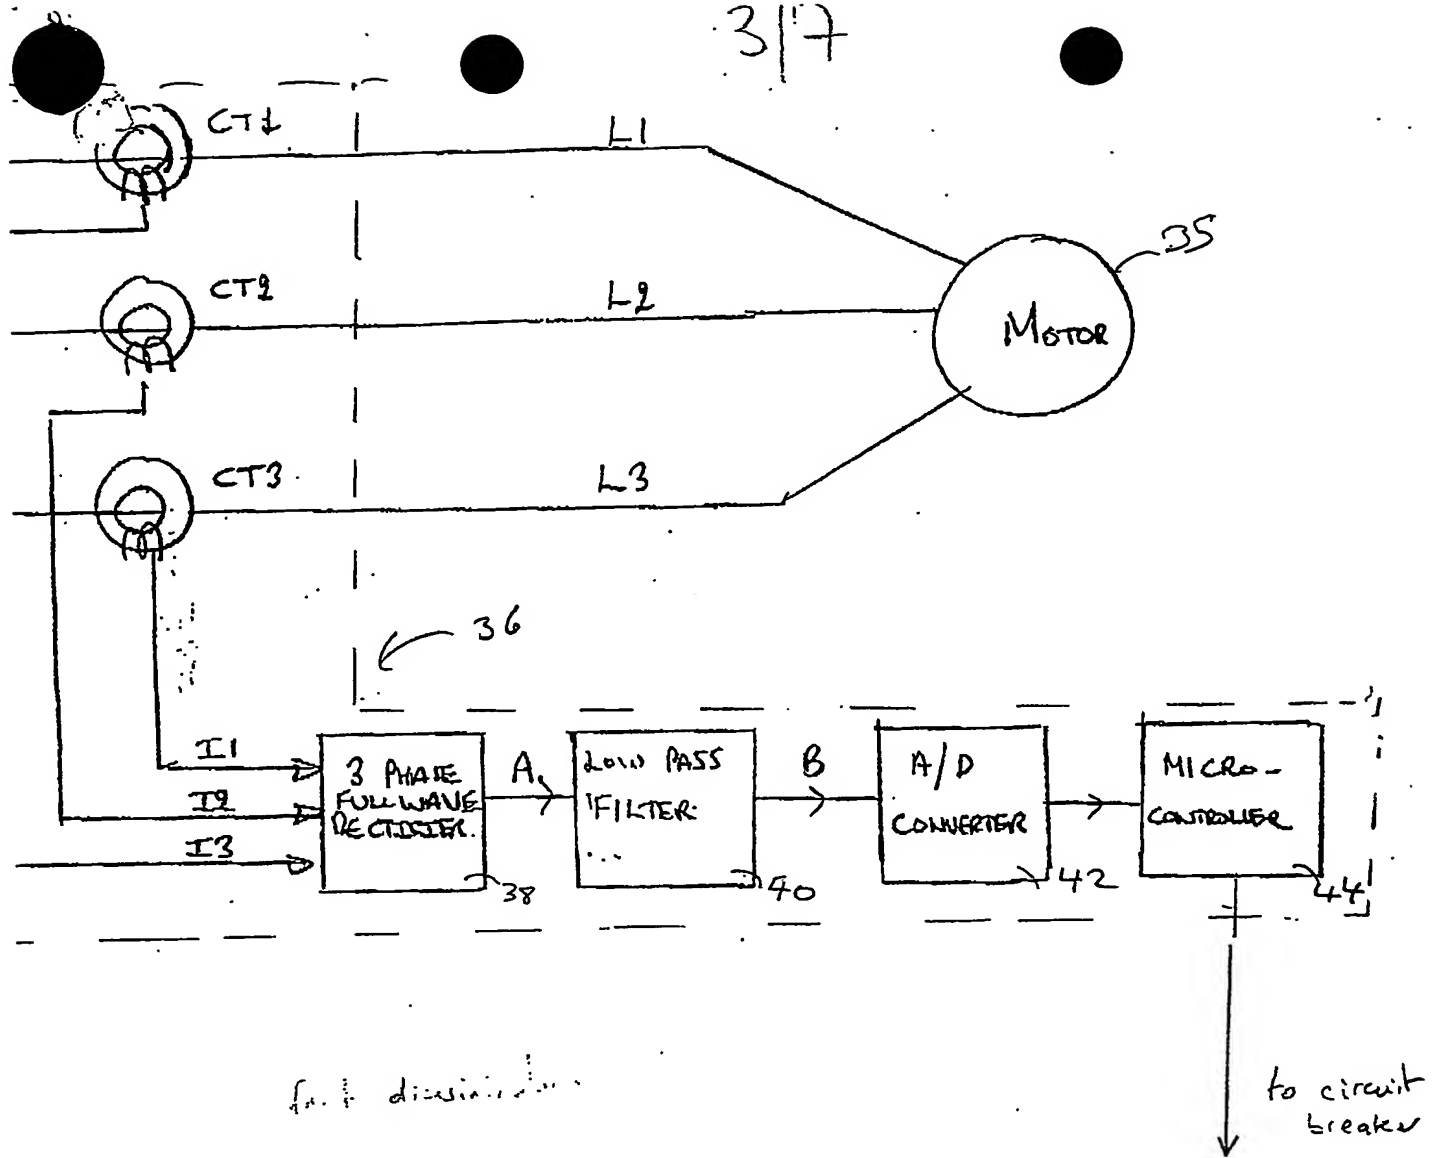 3/7
CT1
L1
35
CT2
L2
MOTOR
CT3
L3
36
I1
I2
I3
3 PHASE
FULLWAVE
RECTIFIER.
38
A
LOW PASS
FILTER
40
B
A/D
CONVERTER
42
MICRO-
CONTROLLER
44
to circuit
breaker